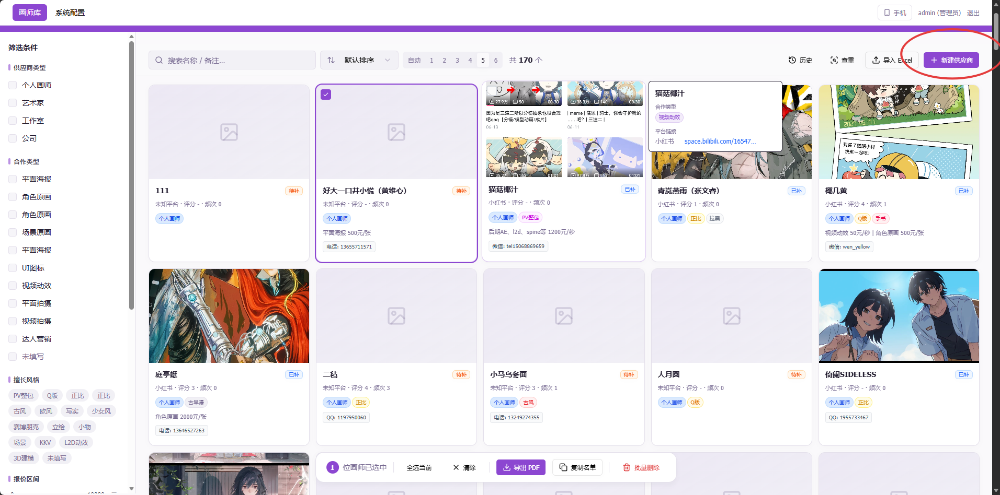 画师库
系统配置
手机
admin (管理员)
退出
筛选条件
供应商类型
个人画师
艺术家
工作室
公司
合作类型
平面海报
角色原画
角色原画
场景原画
平面海报
UI图标
视频动效
平面拍摄
视频拍摄
达人营销
未填写
擅长风格
PV整包 Q版 正比 正比
古风 欧风 写实 少女风
赛博朋克 立绘 小物
场景 KKV L2D动效
3D建模 未填写
报价区间
搜索名称 / 备注...
默认排序
自动 1 2 3 4 5 6
共 170 个
历史
查重
导入 Excel
新建供应商
111
待补
未知平台 · 评分 - · 频次 0
个人画师
好大一口井小慌（黄维心）
待补
未知平台 · 评分 - · 频次 0
个人画师
平面海报 500元/张
电话: 13655711571
27.9万 50 00:30
38.3万 140 00:30
因为是三渲二所以分镜抽象也很合理
吧qaq【分镜/模型动画/成片】
06-13
| meme | 洛恩 | 骑士，你会守护我的
……吧? | 三渲二 |
06-11
35.2万 143 01:01
97.8万 552 01:01
猫菇椰汁
已补
小红书 · 评分 - · 频次 0
个人画师 PV整包
后期AE、l2d、spine等 1200元/秒
微信: tel15068869659
猫菇椰汁
合作类型
视频动效
平台链接
小红书 space.bilibili.com/16547...
青岚燕雨（张文睿）
已补
小红书 · 评分 1 · 频次 0
个人画师 正比 拉黑
2021.05.01
我买了糖醋小排
快来一起吃!
椰几黄
已补
小红书 · 评分 4 · 频次 1
个人画师 Q版 手书
视频动效 50元/秒 | 角色原画 500元/张
微信: wen_yellow
庭亭蜓
已补
小红书 · 评分 3 · 频次 0
个人画师 古早漫
角色原画 2000元/张
电话: 13646527263
二毡
待补
未知平台 · 评分 4 · 频次 3
个人画师 正比
QQ: 1197950060
小马乌冬面
待补
未知平台 · 评分 3 · 频次 1
个人画师 古风
电话: 13249274355
人月圆
待补
未知平台 · 评分 - · 频次 0
个人画师 Q版
倚阑SIDELESS
已补
小红书 · 评分 - · 频次 0
个人画师 正比
QQ: 1955733467
1 位画师已选中
全选当前
清除
导出 PDF
复制名单
批量删除